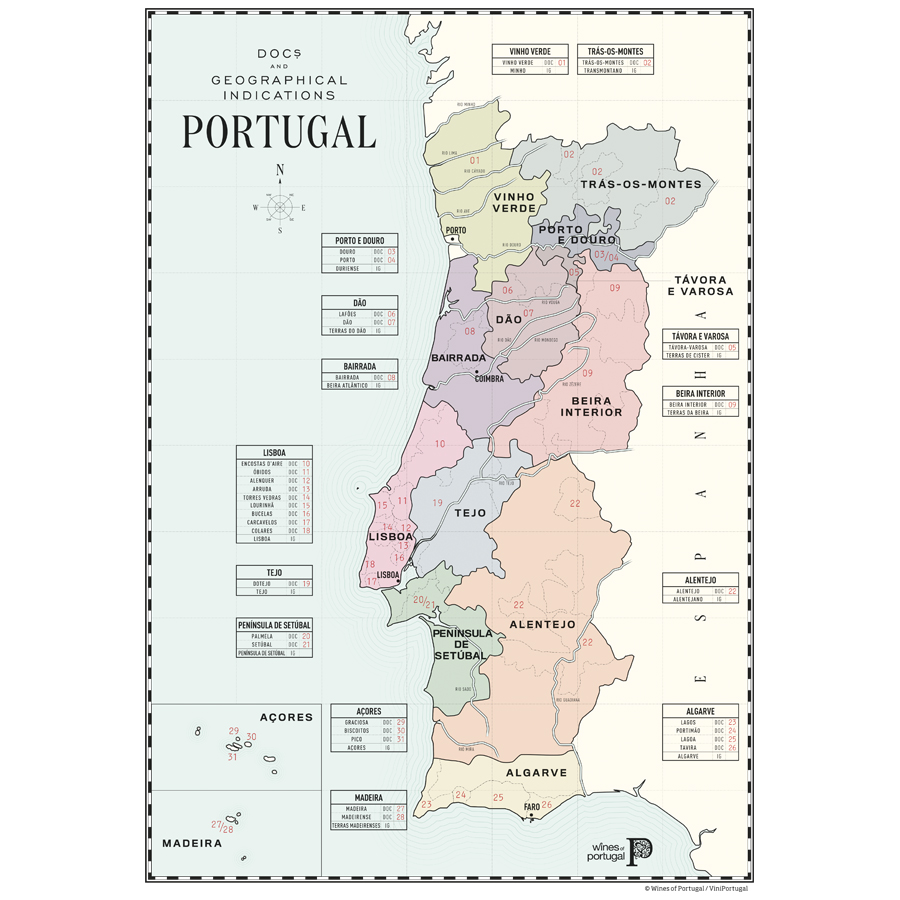 DOCs
AND
GEOGRAPHICAL
INDICATIONS
PORTUGAL
N
W E
S
VINHO VERDE
VINHO VERDE DOC 01
MINHO IG
TRÁS-OS-MONTES
TRÁS-OS-MONTES DOC 02
TRANSMONTANO IG
RIO MINHO
RIO LIMA
01
RIO CÁVADO
VINHO
VERDE
RIO AVE
PORTO
RIO DOURO
02
02
TRÁS-OS-MONTES
02
PORTO
E DOURO
03/04
PORTO E DOURO
DOURO DOC 03
PORTO DOC 04
DURIENSE IG
DÃO
LAFÕES DOC 06
DÃO DOC 07
TERRAS DO DÃO IG
BAIRRADA
BAIRRADA DOC 08
BEIRA ATLÂNTICO IG
05
06
RIO VOUGA
07
DÃO
RIO DÃO
RIO MONDEGO
08
BAIRRADA
COIMBRA
09
09
RIO ZÊZERE
BEIRA
INTERIOR
TÁVORA
E VAROSA
TÁVORA E VAROSA
TÁVORA-VAROSA DOC 05
TERRAS DE CISTER IG
BEIRA INTERIOR
BEIRA INTERIOR DOC 09
TERRAS DA BEIRA IG
ESPANHA
LISBOA
ENCOSTAS D'AIRE DOC 10
ÓBIDOS DOC 11
ALENQUER DOC 12
ARRUDA DOC 13
TORRES VEDRAS DOC 14
LOURINHÃ DOC 15
BUCELAS DOC 16
CARCAVELOS DOC 17
COLARES DOC 18
LISBOA IG
TEJO
DOTEJO DOC 19
TEJO IG
PENÍNSULA DE SETÚBAL
PALMELA DOC 20
SETÚBAL DOC 21
PENÍNSULA DE SETÚBAL IG
10
15
11
14
12
LISBOA
13
16
18
LISBOA
17
19
TEJO
RIO TEJO
20/21
PENÍNSULA
DE
SETÚBAL
RIO SADO
22
22
ALENTEJO
22
RIO GUADIANA
RIO MIRA
ALENTEJO
ALENTEJO DOC 22
ALENTEJANO IG
ALGARVE
LAGOS DOC 23
PORTIMÃO DOC 24
LAGOA DOC 25
TAVIRA DOC 26
ALGARVE IG
ALGARVE
23
24
25
26
FARO
AÇORES
29
30
31
AÇORES
GRACIOSA DOC 29
BISCOITOS DOC 30
PICO DOC 31
AÇORES IG
27/28
MADEIRA
MADEIRA
MADEIRA DOC 27
MADEIRENSE DOC 28
TERRAS MADEIRENSES IG
wines of
portugal
P
© Wines of Portugal / ViniPortugal